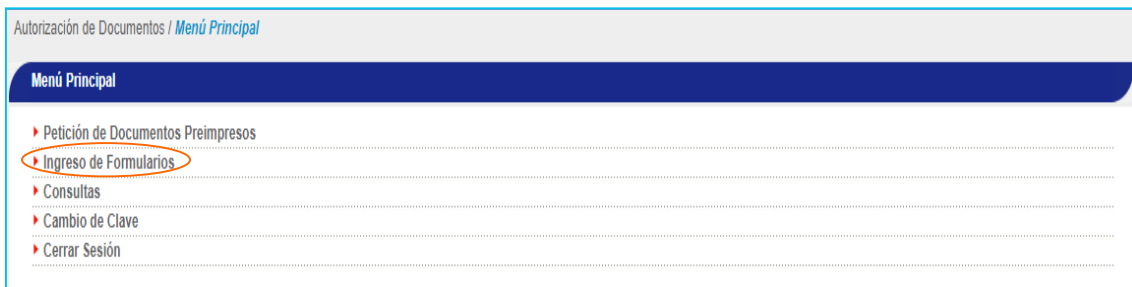 Autorización de Documentos / Menú Principal
Menú Principal
Petición de Documentos Preimpresos
Ingreso de Formularios
Consultas
Cambio de Clave
Cerrar Sesión